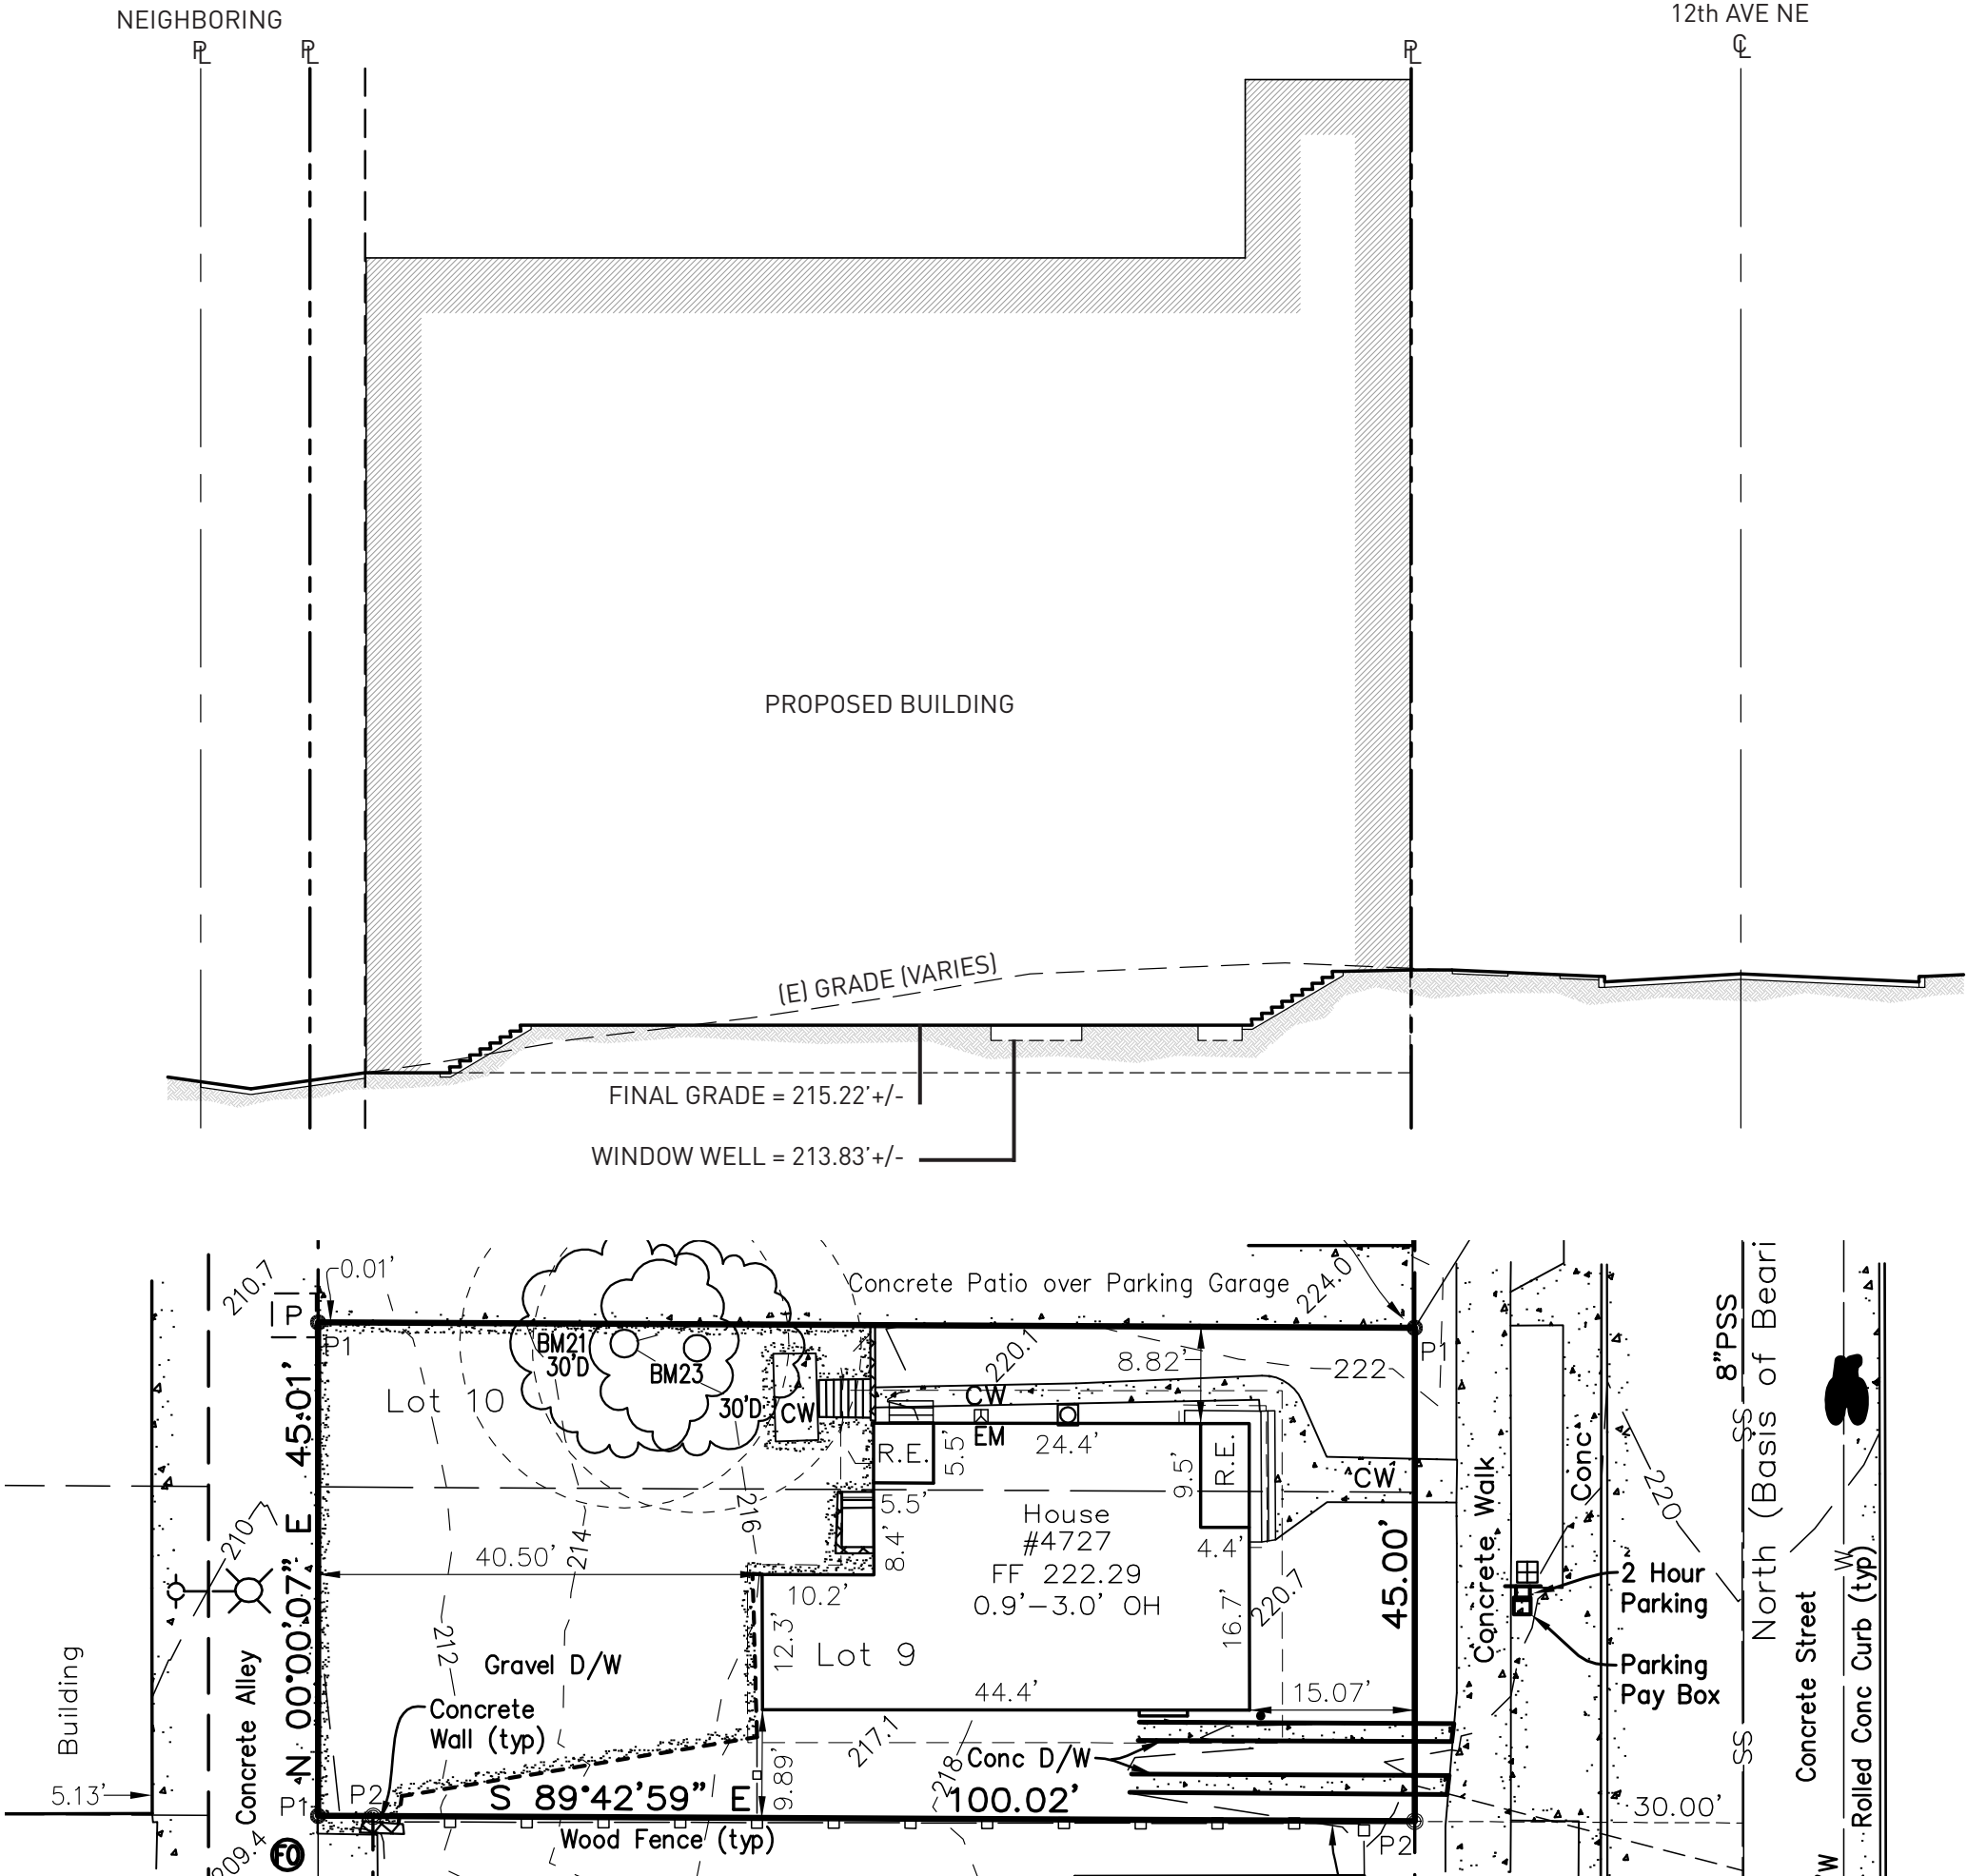 NEIGHBORING
PL
PL
PL
12th AVE NE
CL
PROPOSED BUILDING
(E) GRADE (VARIES)
FINAL GRADE = 215.22'+/-
WINDOW WELL = 213.83'+/-
210.7
0.01'
P
P1
BM21
30'D
BM23
30'D
Concrete Patio over Parking Garage
224.0
220.1
8.82'
222
P1
Lot 10
CW
CW
EM
24.4'
R.E.
5.5'
5.5'
8.4'
9.5'
R.E.
4.4'
CW
House
#4727
FF 222.29
0.9'-3.0' OH
N 00°00'07" E 45.01'
210
40.50'
214
216
212
10.2'
12.3'
Lot 9
16.7'
220.7
45.00'
Gravel D/W
Concrete
Wall (typ)
44.4'
15.07'
217.1
218
Conc D/W
9.89'
S 89°42'59" E
100.02'
Wood Fence (typ)
P1
P2
P2
209.4
FO
5.13'
Building
Concrete Alley
Concrete Walk
Conc
220
2 Hour
Parking
Parking
Pay Box
30.00'
8"PSS
SS
SS
North (Basis of Beari
Concrete Street
W
W
Rolled Conc Curb (typ)